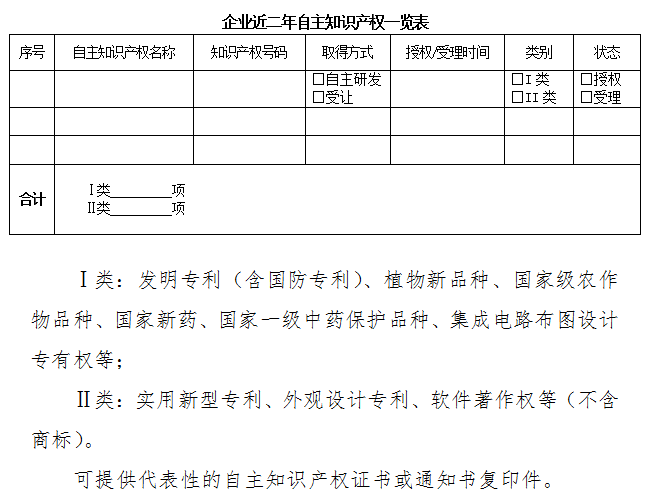 企业近二年自主知识产权一览表
序号 自主知识产权名称 知识产权号码 取得方式 授权/受理时间 类别 状态
□自主研发 □I 类 □授权
□受让 □II 类 □受理
合计
Ⅰ类________项
Ⅱ类________项
Ⅰ类：发明专利（含国防专利）、植物新品种、国家级农作
物品种、国家新药、国家一级中药保护品种、集成电路布图设计
专有权等；
Ⅱ类：实用新型专利、外观设计专利、软件著作权等（不含
商标）。
可提供代表性的自主知识产权证书或通知书复印件。